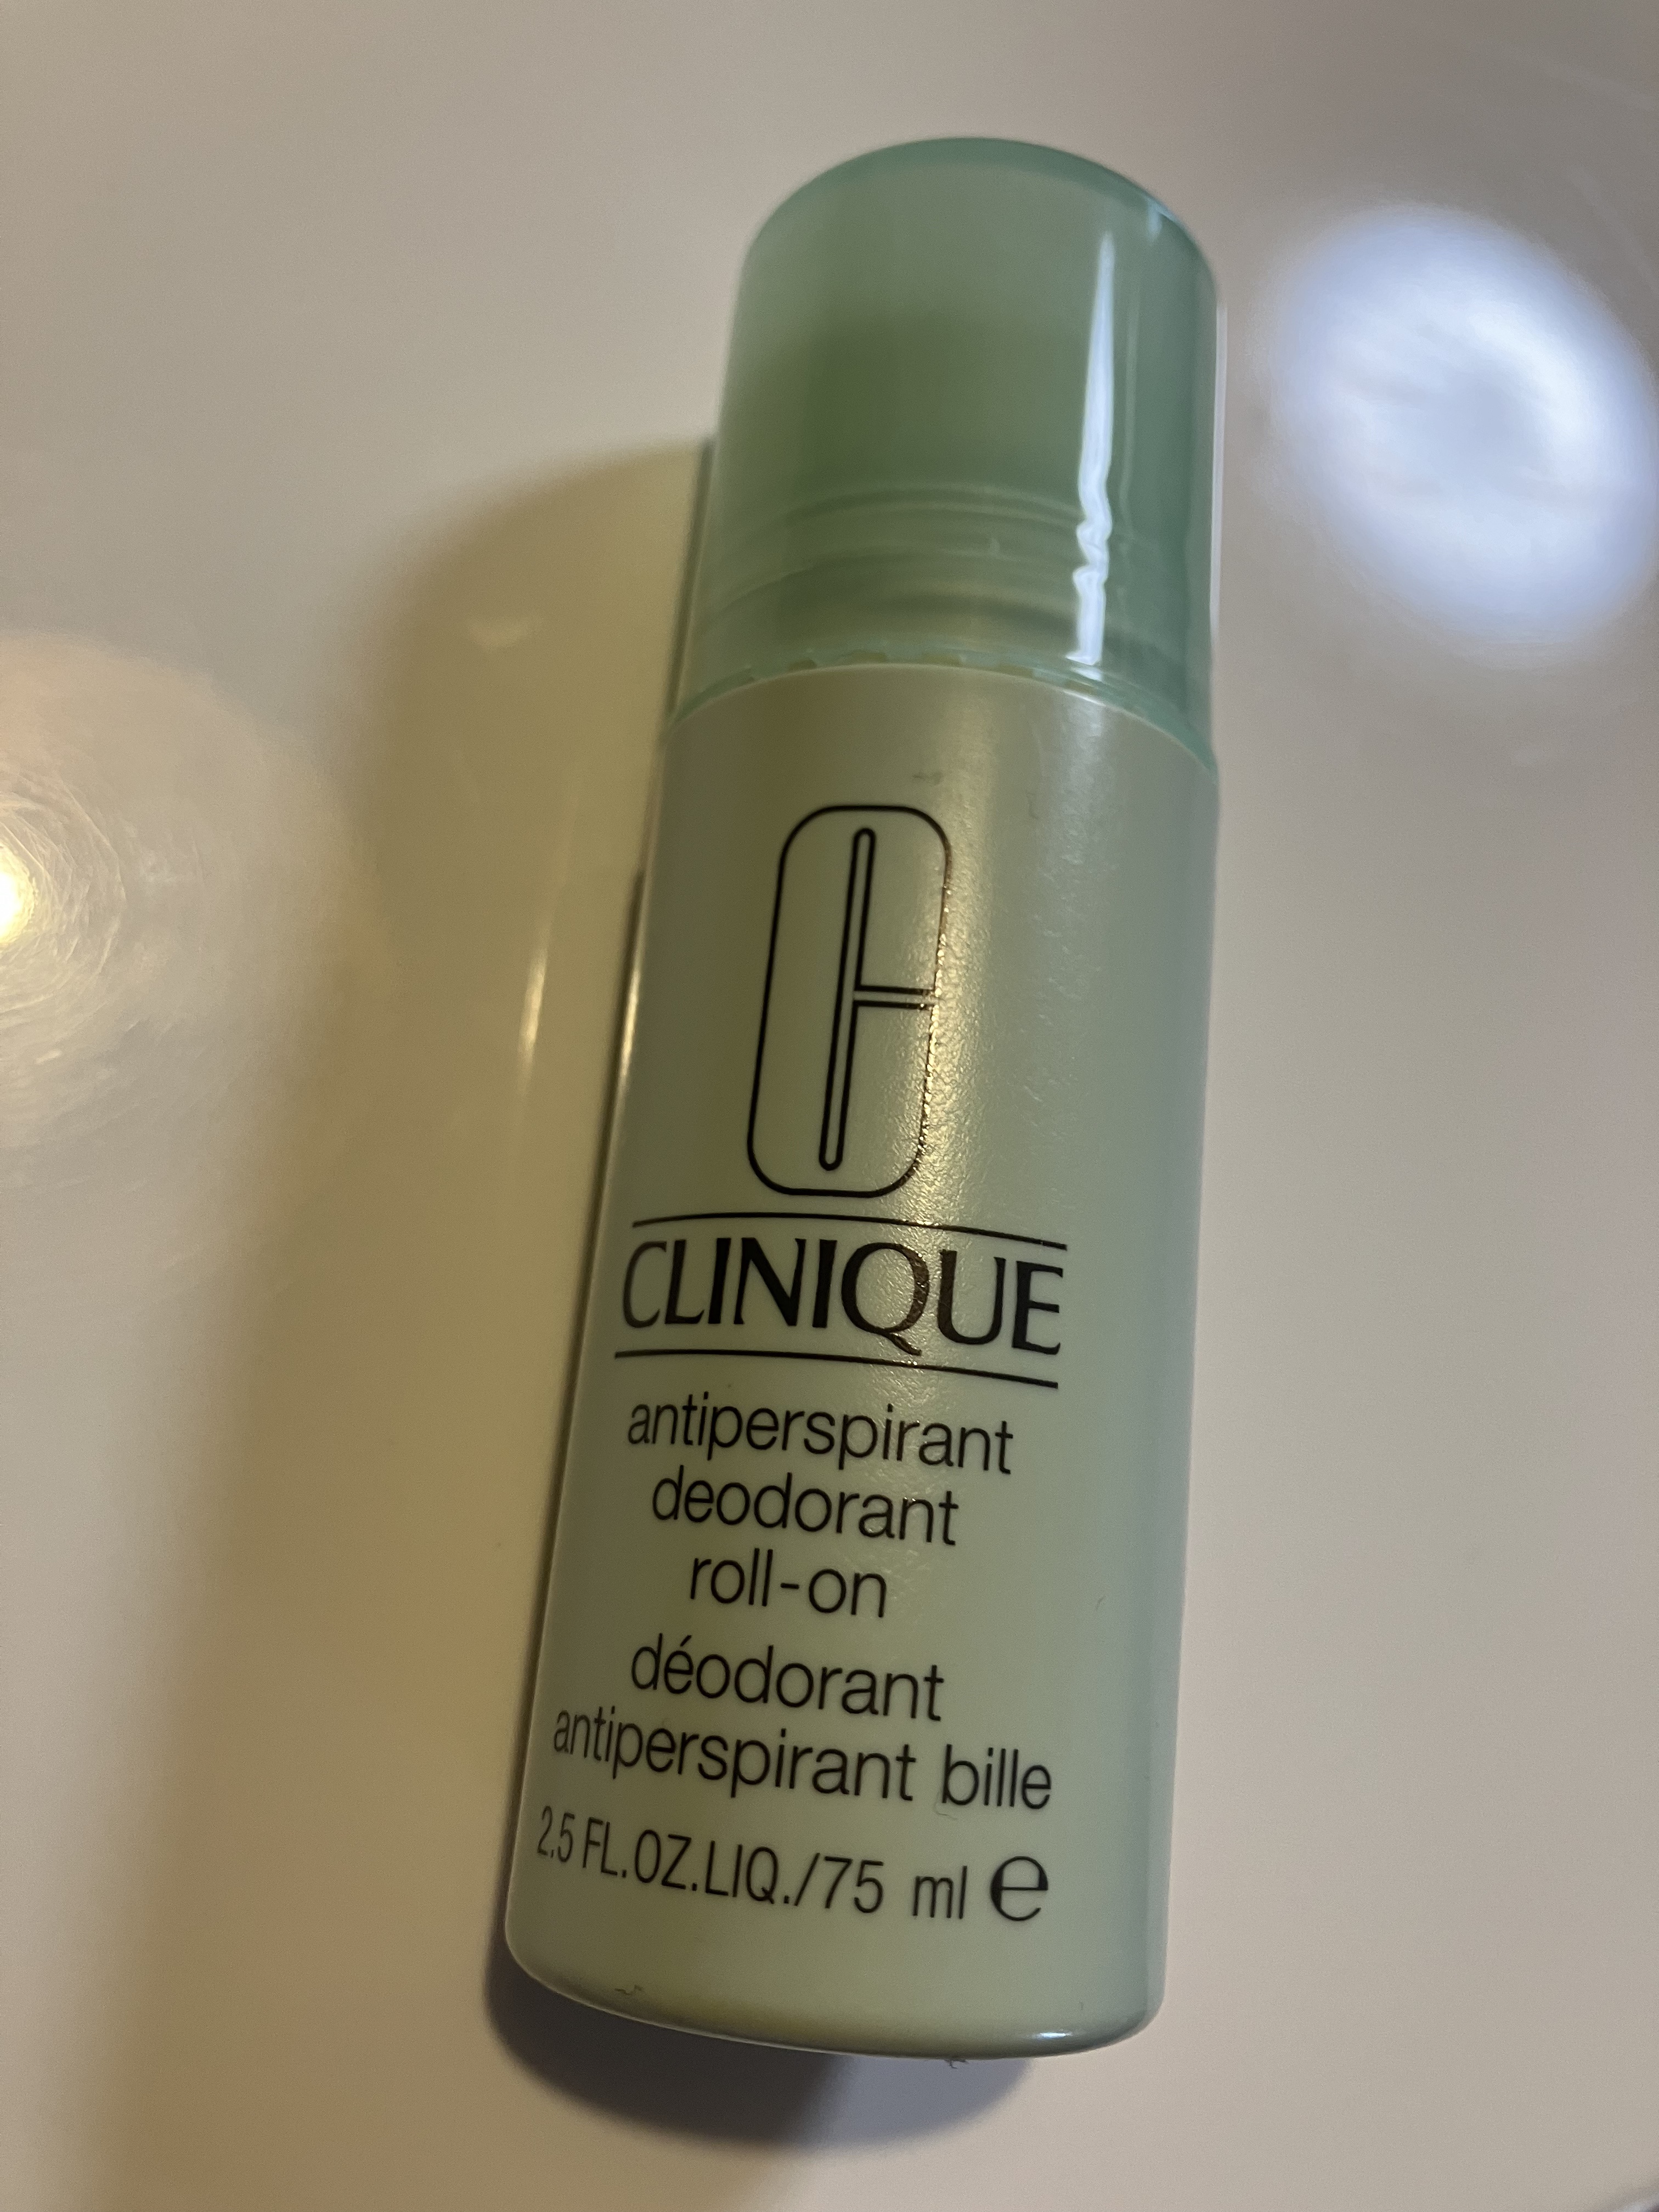 C
CLINIQUE
antiperspirant
deodorant
roll-on
déodorant
antiperspirant bille
2.5 FL.OZ.LIQ./75 ml ℮